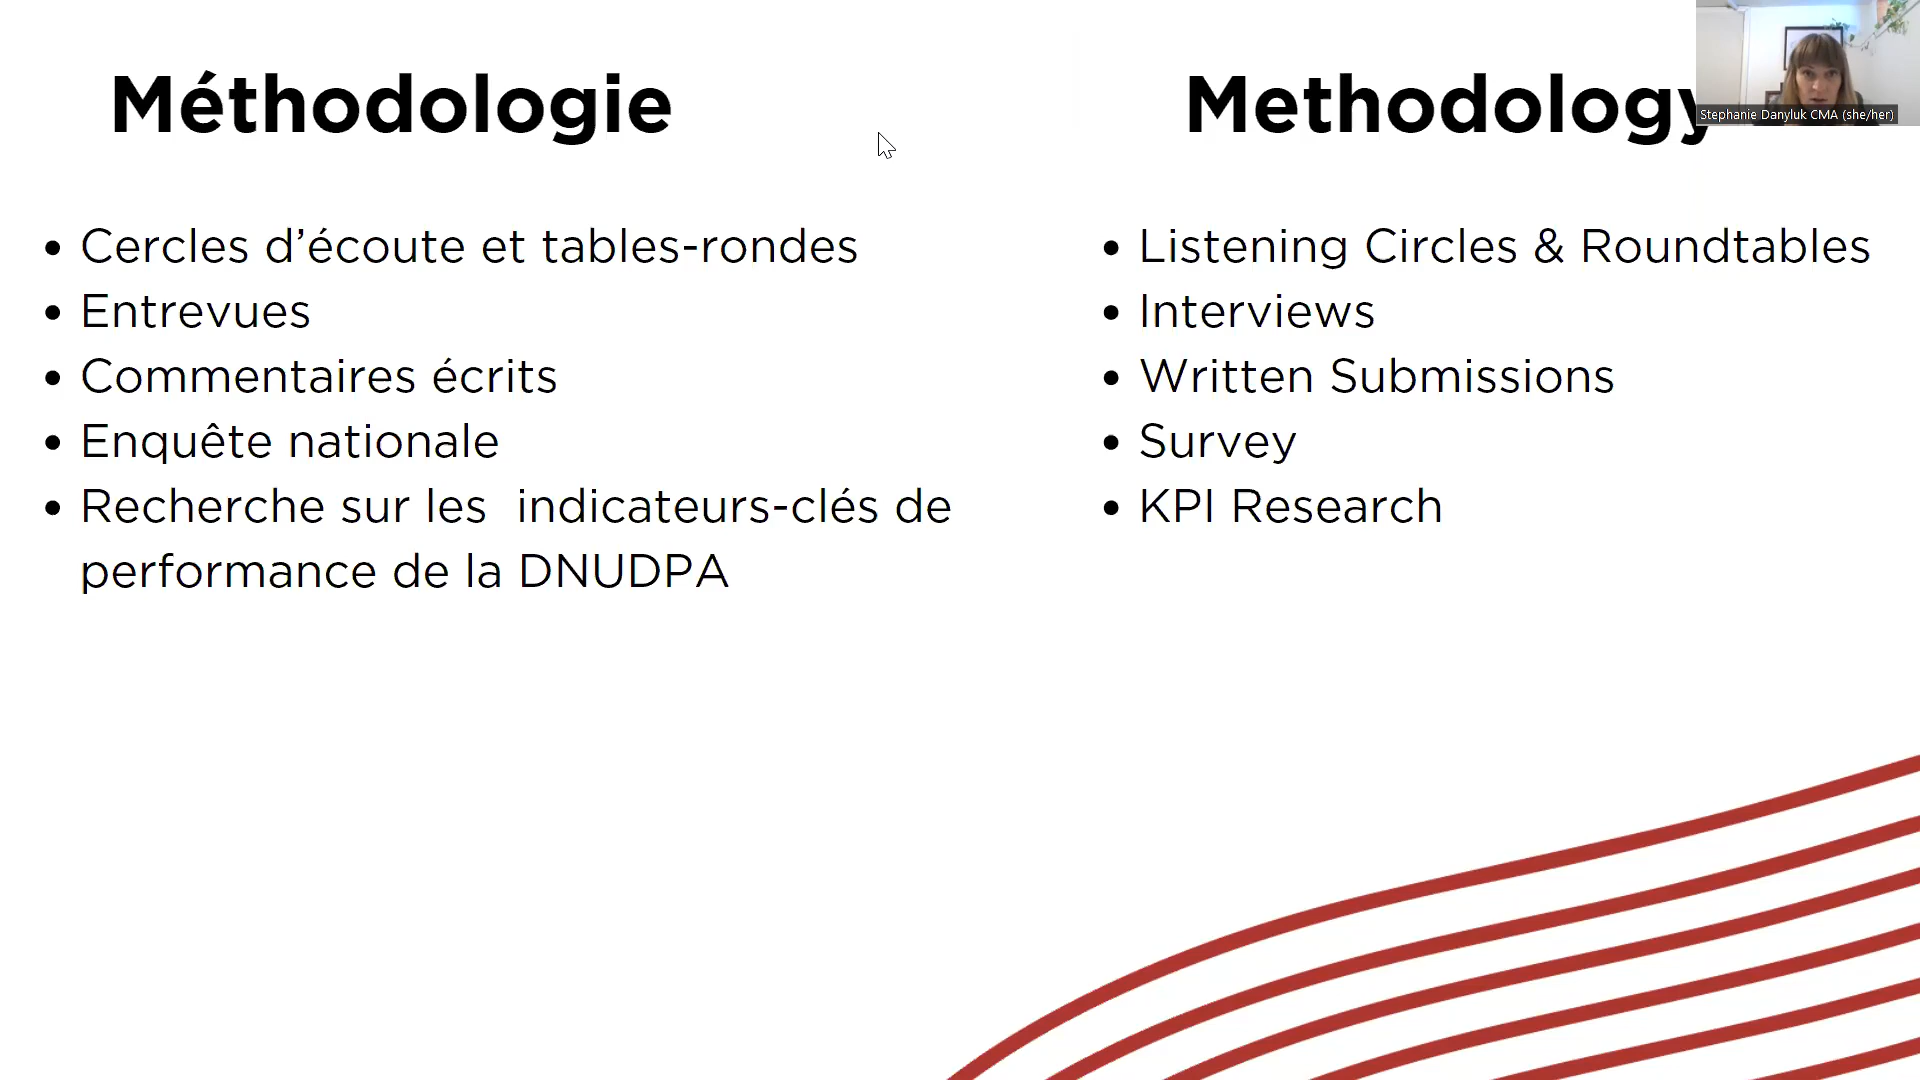 Méthodologie
Cercles d’écoute et tables-rondes
Entrevues
Commentaires écrits
Enquête nationale
Recherche sur les  indicateurs-clés de
performance de la DNUDPA
Methodology
Listening Circles & Roundtables
Interviews
Written Submissions
Survey
KPI Research
Stephanie Danyluk CMA (she/her)